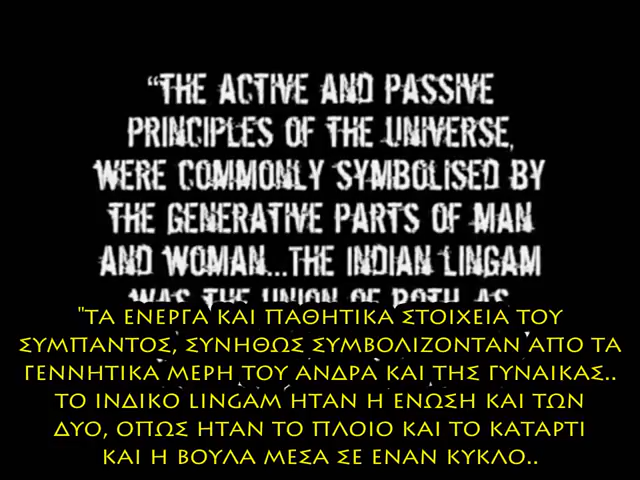 “THE ACTIVE AND PASSIVE
PRINCIPLES OF THE UNIVERSE,
WERE COMMONLY SYMBOLISED BY
THE GENERATIVE PARTS OF MAN
AND WOMAN...THE INDIAN LINGAM
WAS THE UNION OF BOTH AS
"ΤΑ ΕΝΕΡΓΑ ΚΑΙ ΠΑΘΗΤΙΚΑ ΣΤΟΙΧΕΙΑ ΤΟΥ
ΣΥΜΠΑΝΤΟΣ, ΣΥΝΗΘΩΣ ΣΥΜΒΟΛΙΖΟΝΤΑΝ ΑΠΟ ΤΑ
ΓΕΝΝΗΤΙΚΑ ΜΕΡΗ ΤΟΥ ΑΝΔΡΑ ΚΑΙ ΤΗΣ ΓΥΝΑΙΚΑΣ..
ΤΟ ΙΝΔΙΚΟ LINGAM ΗΤΑΝ Η ΕΝΩΣΗ ΚΑΙ ΤΩΝ
ΔΥΟ, ΟΠΩΣ ΗΤΑΝ ΤΟ ΠΛΟΙΟ ΚΑΙ ΤΟ ΚΑΤΑΡΤΙ
ΚΑΙ Η ΒΟΥΛΑ ΜΕΣΑ ΣΕ ΕΝΑΝ ΚΥΚΛΟ..